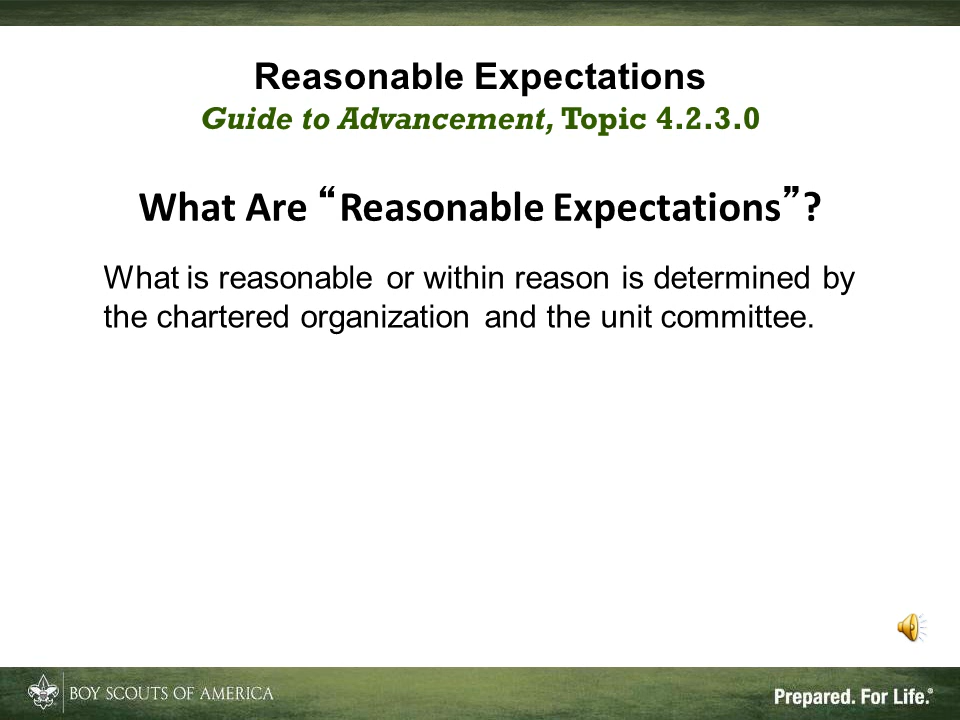 Reasonable Expectations
Guide to Advancement, Topic 4.2.3.0
What Are “Reasonable Expectations”?
What is reasonable or within reason is determined by
the chartered organization and the unit committee.
BOY SCOUTS OF AMERICA
Prepared. For Life.®